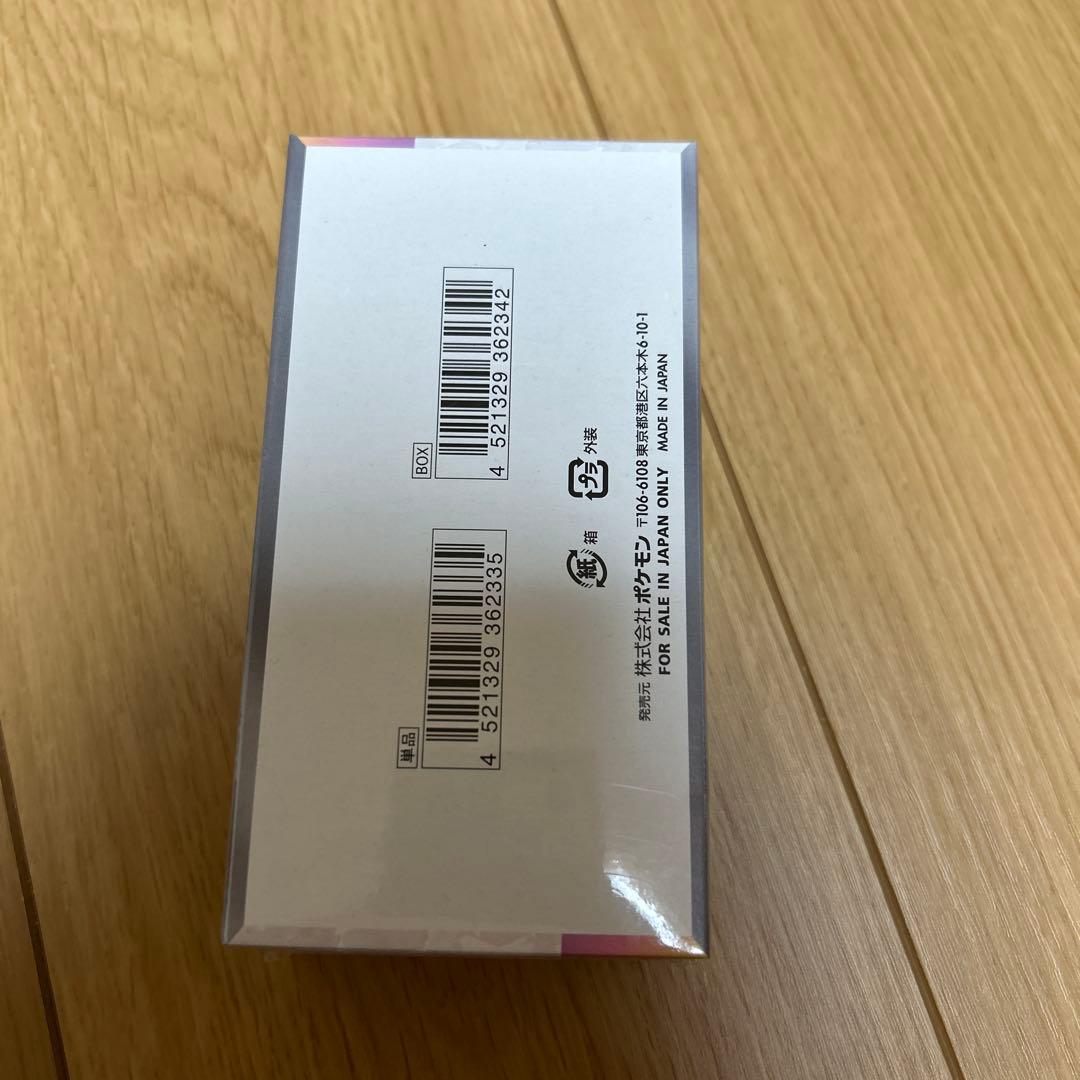 単品
4 521329 362335
BOX
4 521329 362342
紙 箱
プラ 外装
発売元 株式会社 ポケモン 〒106-6108 東京都港区六本木6-10-1
FOR SALE IN JAPAN ONLY MADE IN JAPAN